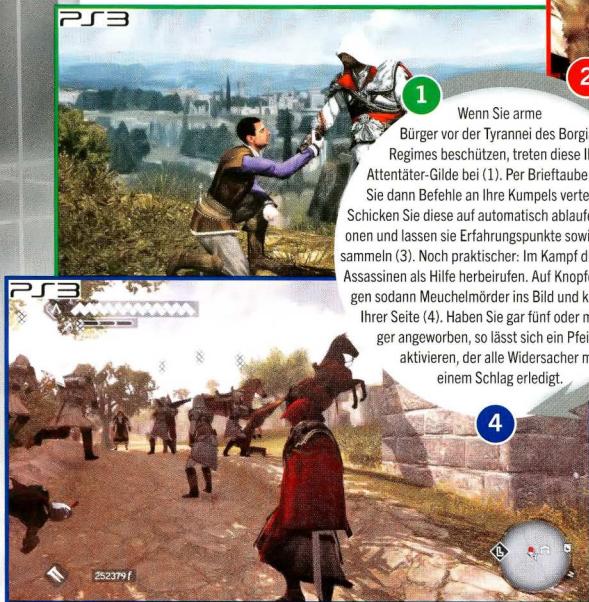 PS3
1
2
Wenn Sie arme
Bürger vor der Tyrannei des Borgi
Regimes beschützen, treten diese
Attentäter-Gilde bei (1). Per Brieftaube
Sie dann Befehle an Ihre Kumpels verte
Schicken Sie diese auf automatisch ablaufe
onen und lassen sie Erfahrungspunkte sowi
sammeln (3). Noch praktischer: Im Kampf d
Assassinen als Hilfe herbeirufen. Auf Knopf
gen sodann Meuchelmörder ins Bild und k
Ihrer Seite (4). Haben Sie gar fünf oder m
ger angeworben, so lässt sich ein Pfei
aktivieren, der alle Widersacher m
einem Schlag erledigt.
4
PS3
252379 f
L